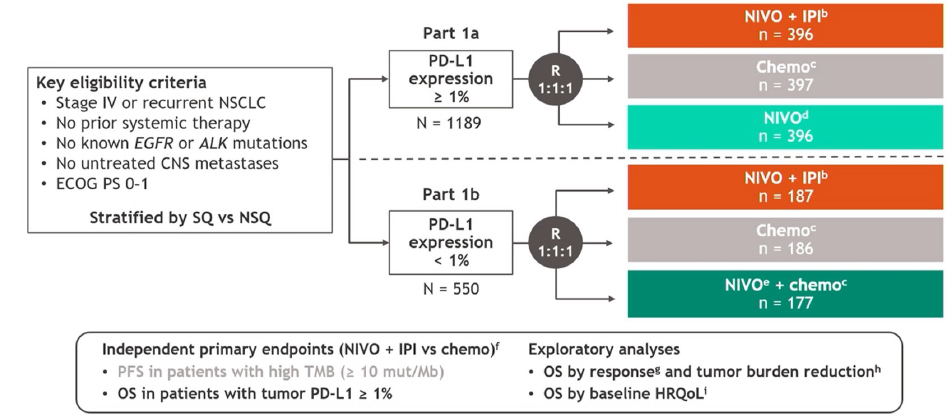 Key eligibility criteria
• Stage IV or recurrent NSCLC
• No prior systemic therapy
• No known EGFR or ALK mutations
• No untreated CNS metastases
• ECOG PS 0–1
Stratified by SQ vs NSQ
Part 1a
PD-L1
expression
≥ 1%
N = 1189
R
1:1:1
NIVO + IPIᵇ
n = 396
Chemoᶜ
n = 397
NIVOᵈ
n = 396
Part 1b
PD-L1
expression
< 1%
N = 550
R
1:1:1
NIVO + IPIᵇ
n = 187
Chemoᶜ
n = 186
NIVOᵉ + chemoᶜ
n = 177
Independent primary endpoints (NIVO + IPI vs chemo)ᶠ
• PFS in patients with high TMB (≥ 10 mut/Mb)
• OS in patients with tumor PD-L1 ≥ 1%
Exploratory analyses
• OS by responseᵍ and tumor burden reductionʰ
• OS by baseline HRQoLⁱ